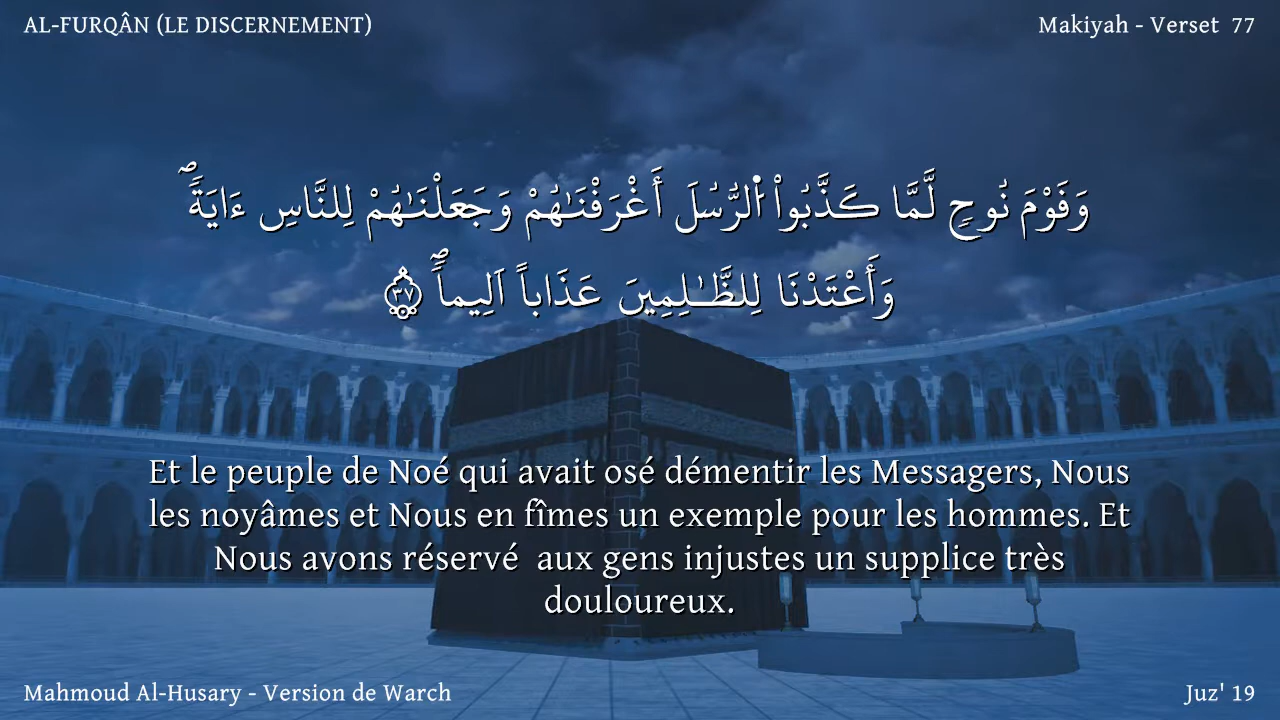 AL-FURQÂN (LE DISCERNEMENT)
Makiyah - Verset 77
وَقَوْمَ نُوحٖ لَّمَّا كَذَّبُواْ اُ۬لرُّسُلَ أَغْرَقْنَٰهُمْ وَجَعَلْنَٰهُمْ لِلنَّاسِ ءَايَةٗۖ
وَأَعْتَدْنَا لِلظَّٰلِمِينَ عَذَاباً اَلِيماٗۖ ٣٧
Et le peuple de Noé qui avait osé démentir les Messagers, Nous
les noyâmes et Nous en fîmes un exemple pour les hommes. Et
Nous avons réservé aux gens injustes un supplice très
douloureux.
Mahmoud Al-Husary - Version de Warch
Juz' 19